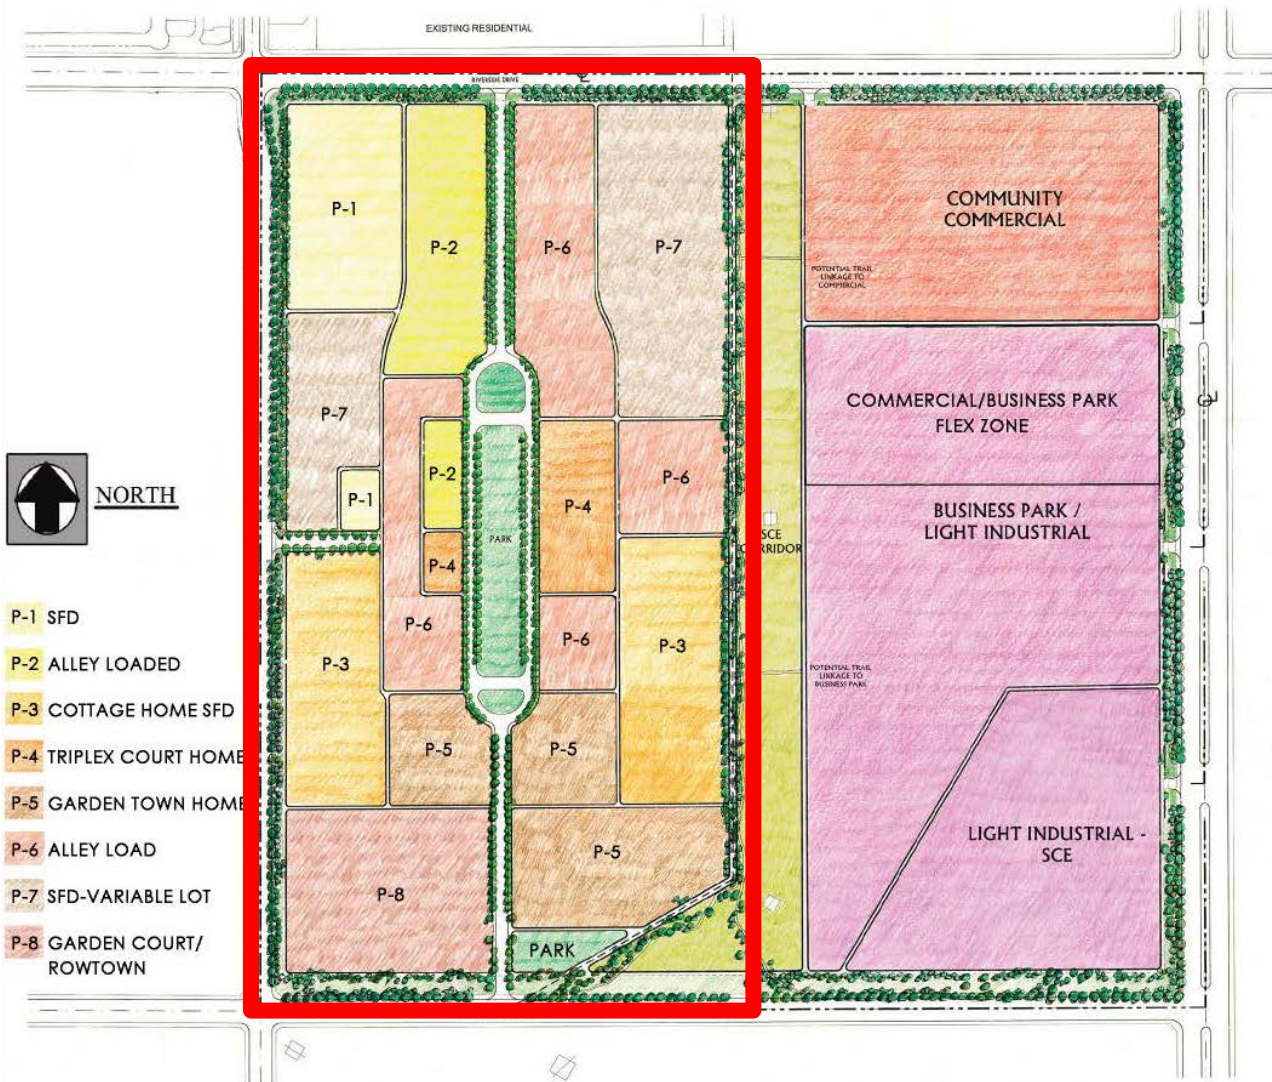 EXISTING RESIDENTIAL
RIVERSIDE DRIVE
P-1
P-2
P-6
P-7
COMMUNITY
COMMERCIAL
POTENTIAL TRAIL
LINKAGE TO
COMMERCIAL
P-7
COMMERCIAL/BUSINESS PARK
FLEX ZONE
P-2
P-1
P-4
P-6
NORTH
BUSINESS PARK /
LIGHT INDUSTRIAL
PARK
SCE
CORRIDOR
P-4
P-6
P-6
P-3
P-3
POTENTIAL TRAIL
LINKAGE TO
BUSINESS PARK
P-5
P-5
P-8
P-5
PARK
LIGHT INDUSTRIAL -
SCE
P-1 SFD
P-2 ALLEY LOADED
P-3 COTTAGE HOME SFD
P-4 TRIPLEX COURT HOME
P-5 GARDEN TOWN HOME
P-6 ALLEY LOAD
P-7 SFD-VARIABLE LOT
P-8 GARDEN COURT/
ROWTOWN